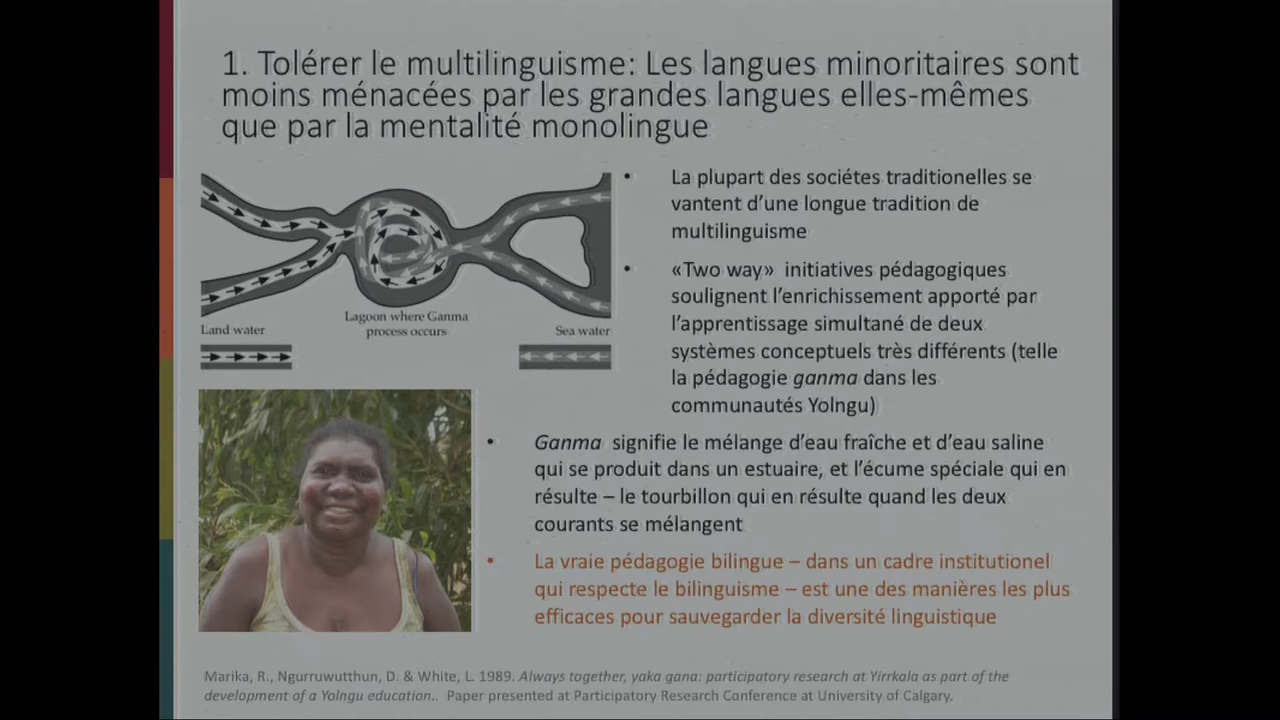 1. Tolérer le multilinguisme: Les langues minoritaires sont
moins ménacées par les grandes langues elles-mêmes
que par la mentalité monolingue
Land water
Lagoon where Ganma
process occurs
Sea water
• La plupart des sociétes traditionelles se
vantent d’une longue tradition de
multilinguisme
• «Two way» initiatives pédagogiques
soulignent l’enrichissement apporté par
l’apprentissage simultané de deux
systèmes conceptuels très différents (telle
la pédagogie ganma dans les
communautés Yolngu)
• Ganma signifie le mélange d’eau fraîche et d’eau saline
qui se produit dans un estuaire, et l’écume spéciale qui en
résulte – le tourbillon qui en résulte quand les deux
courants se mélangent
• La vraie pédagogie bilingue – dans un cadre institutionel
qui respecte le bilinguisme – est une des manières les plus
efficaces pour sauvegarder la diversité linguistique
Marika, R., Ngurruwutthun, D. & White, L. 1989. Always together, yaka gana: participatory research at Yirrkala as part of the
development of a Yolngu education.. Paper presented at Participatory Research Conference at University of Calgary.